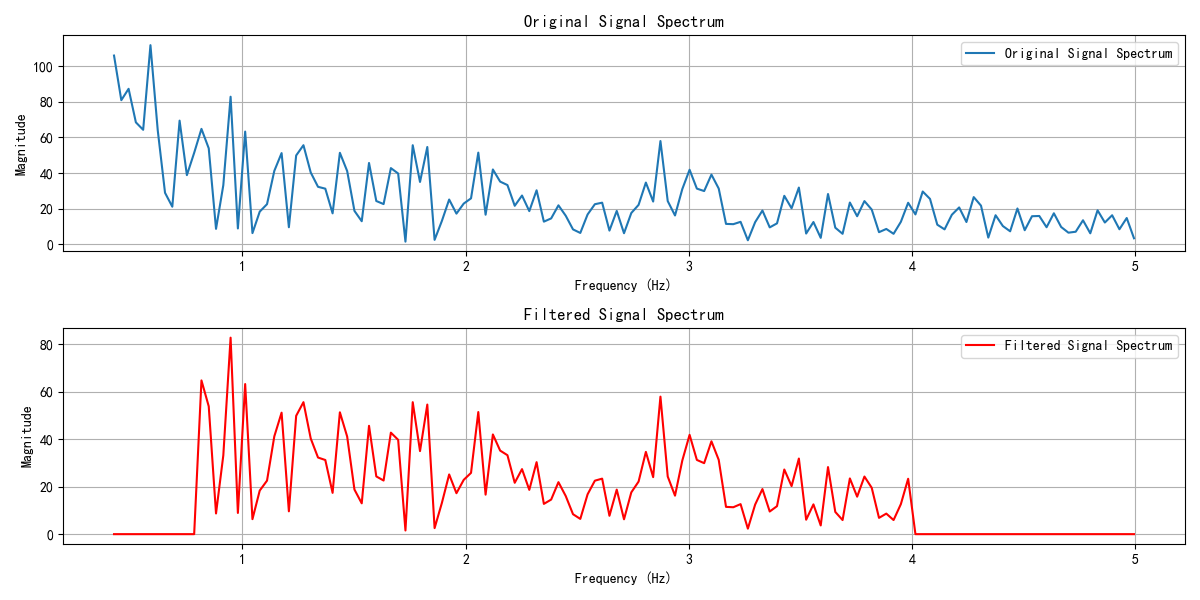 Original Signal Spectrum
Original Signal Spectrum
Magnitude
100
80
60
40
20
0
1 2 3 4 5
Frequency (Hz)
Filtered Signal Spectrum
Filtered Signal Spectrum
Magnitude
80
60
40
20
0
1 2 3 4 5
Frequency (Hz)